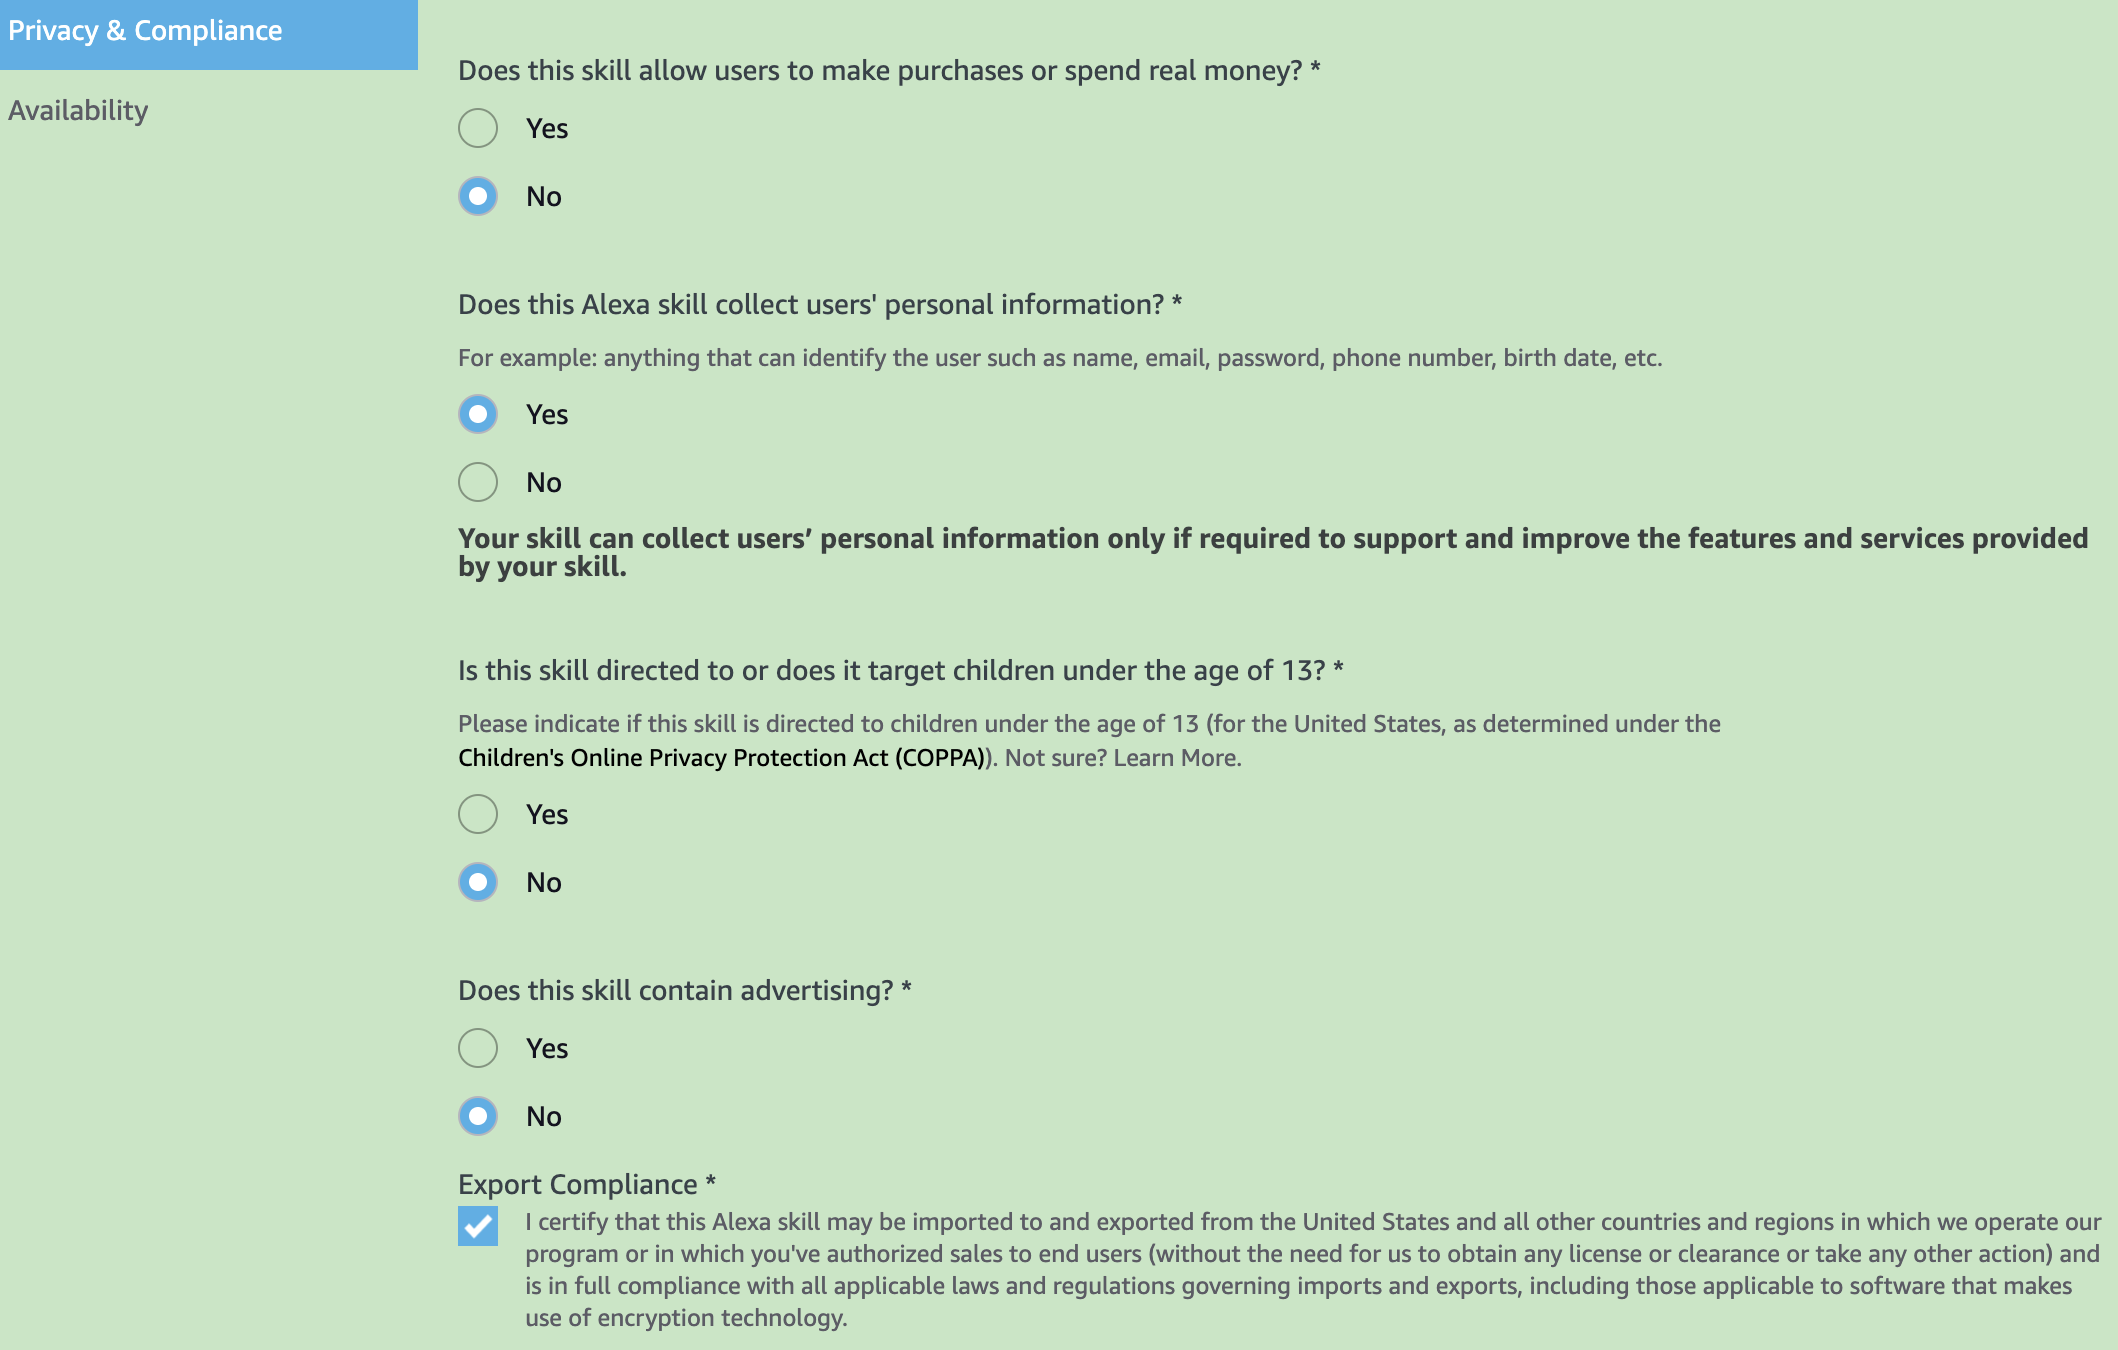 Privacy & Compliance
Availability
Does this skill allow users to make purchases or spend real money? *
Yes
No
Does this Alexa skill collect users' personal information? *
For example: anything that can identify the user such as name, email, password, phone number, birth date, etc.
Yes
No
Your skill can collect users’ personal information only if required to support and improve the features and services provided
by your skill.
Is this skill directed to or does it target children under the age of 13? *
Please indicate if this skill is directed to children under the age of 13 (for the United States, as determined under the
Children's Online Privacy Protection Act (COPPA)). Not sure? Learn More.
Yes
No
Does this skill contain advertising? *
Yes
No
Export Compliance *
I certify that this Alexa skill may be imported to and exported from the United States and all other countries and regions in which we operate our
program or in which you've authorized sales to end users (without the need for us to obtain any license or clearance or take any other action) and
is in full compliance with all applicable laws and regulations governing imports and exports, including those applicable to software that makes
use of encryption technology.